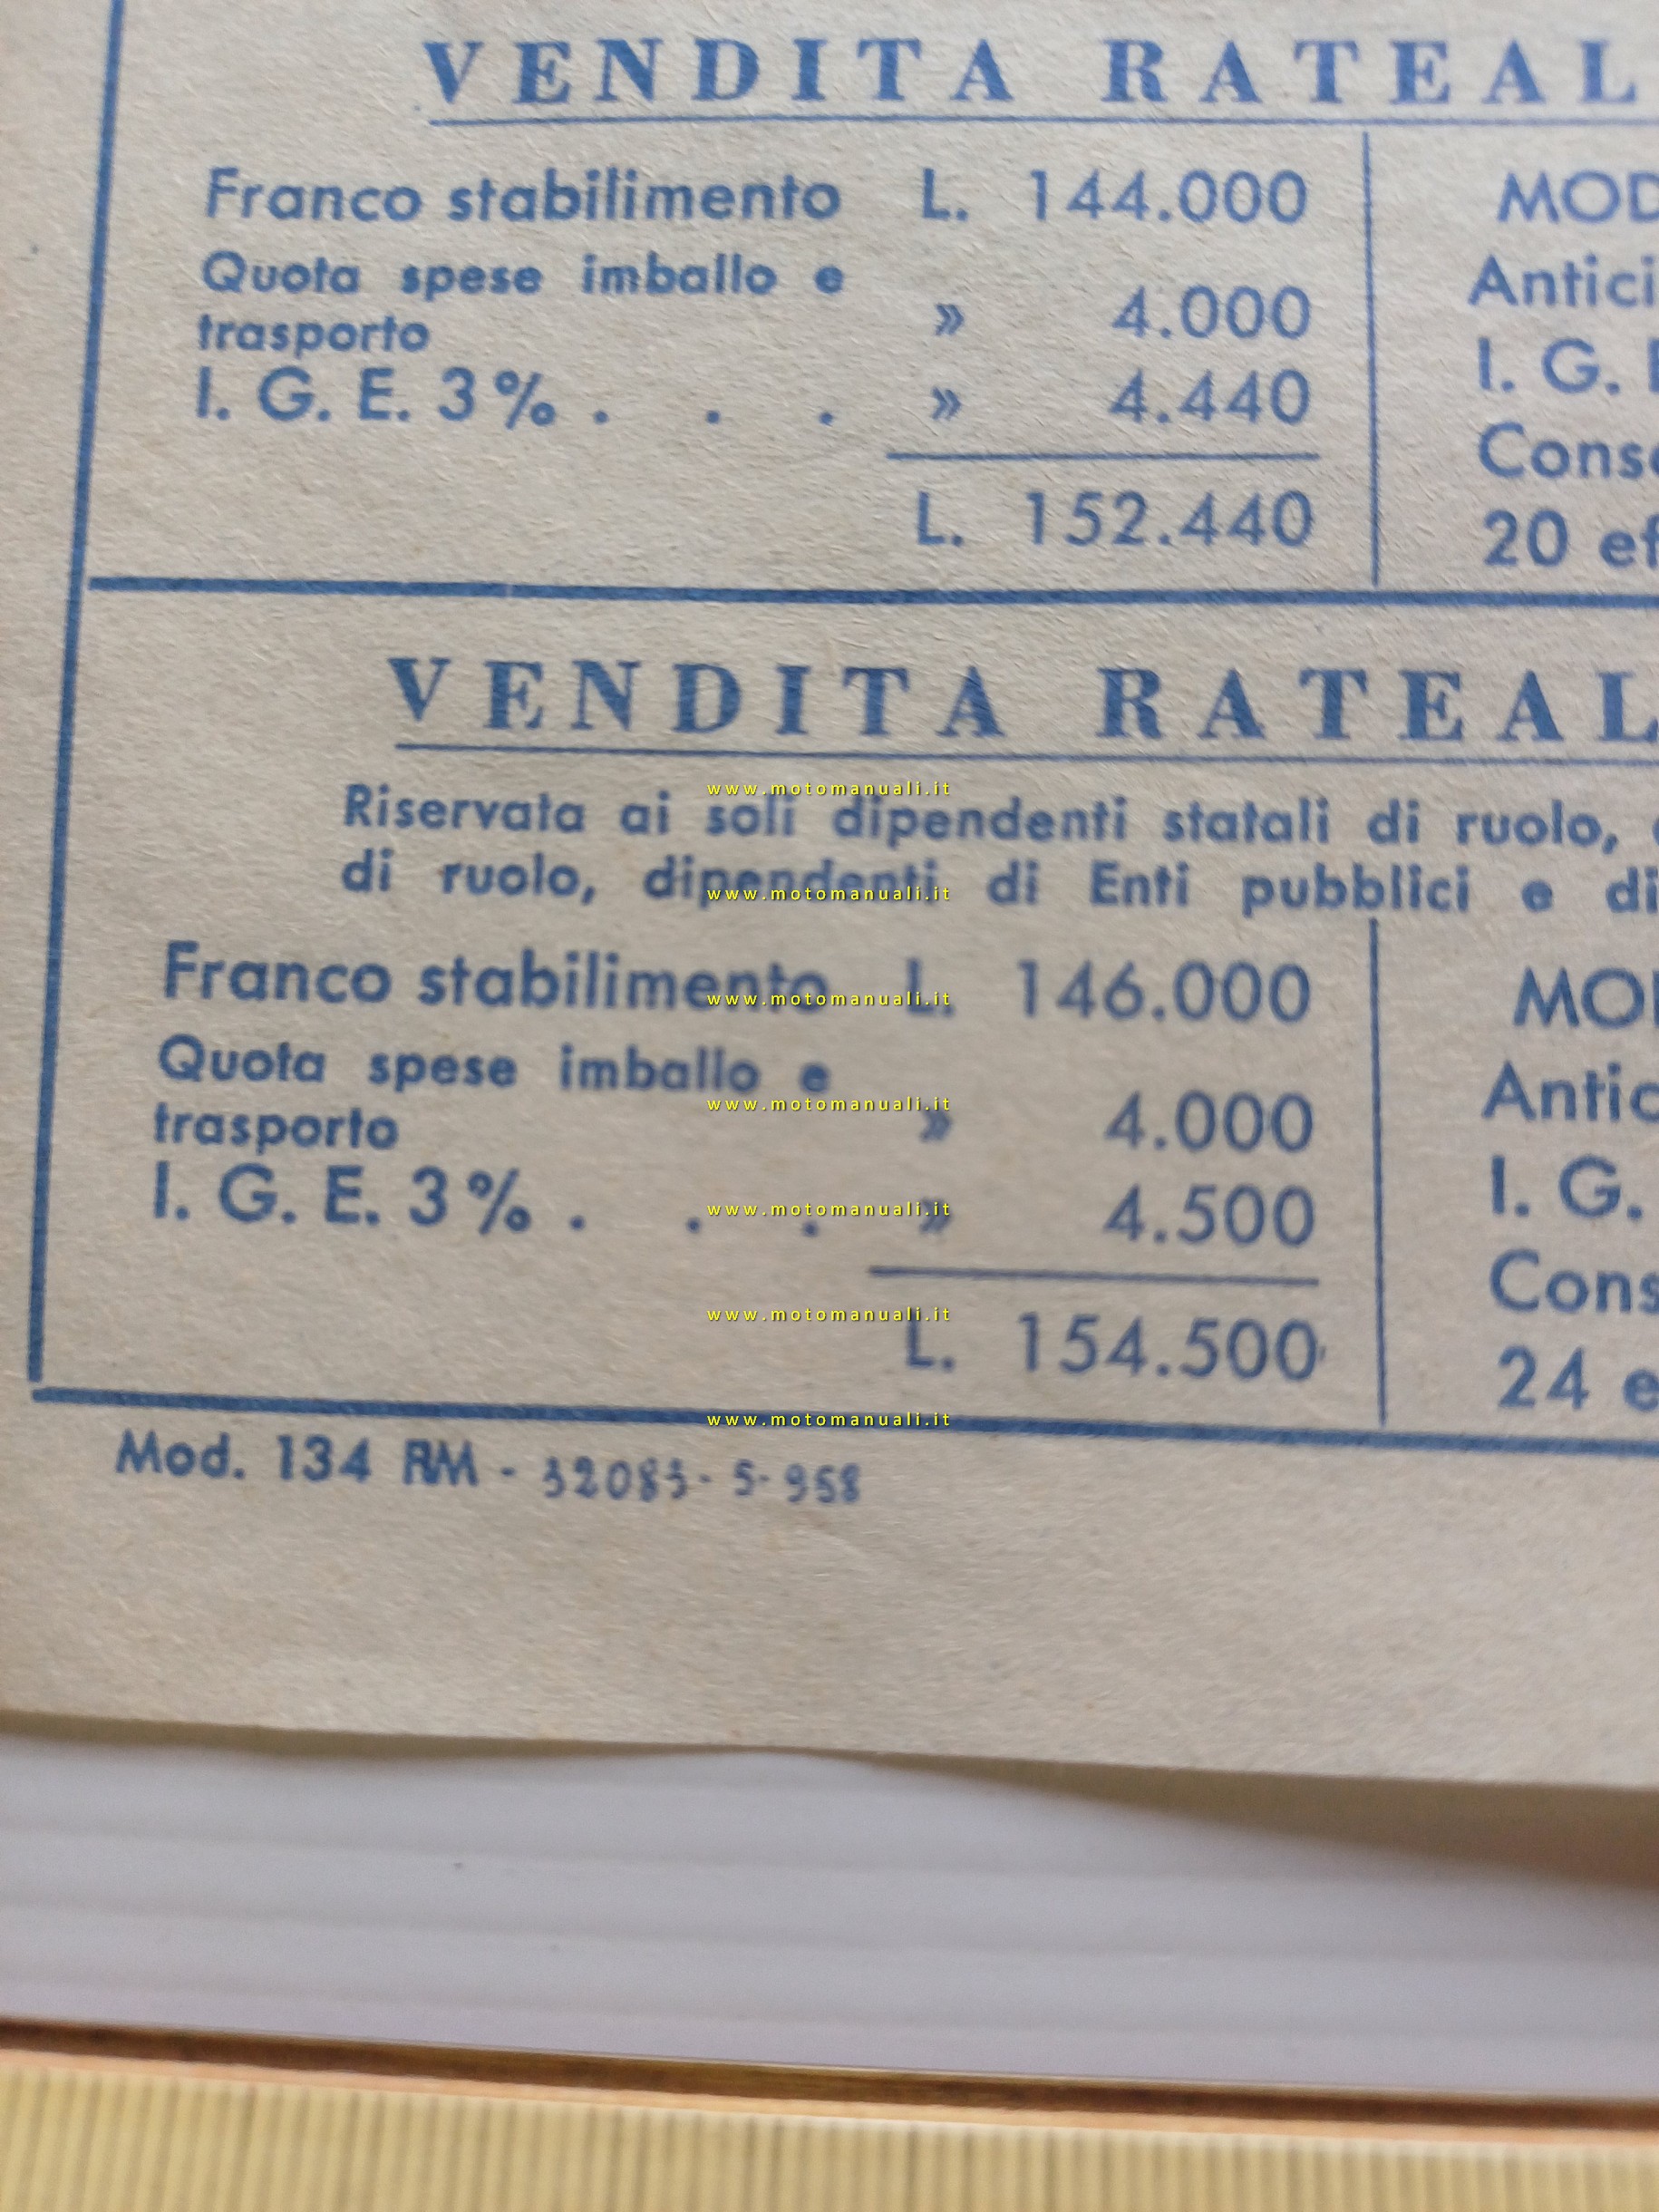 VENDITA RATEAL
Franco stabilimento L. 144.000
Quota spese imballo e
trasporto » 4.000
I. G. E. 3% . . . » 4.440
L. 152.440
MOD
Antici
I. G. E
Conse
20 ef
VENDITA RATEAL
Riservata ai soli dipendenti statali di ruolo,
di ruolo, dipendenti di Enti pubblici e di
Franco stabilimento L. 146.000
Quota spese imballo e
trasporto » 4.000
I. G. E. 3% . . . » 4.500
L. 154.500
MOD
Antic
I. G.
Cons
24 e
Mod. 134 RM - 32083 - 5 - 958
www.motomanuali.it
www.motomanuali.it
www.motomanuali.it
www.motomanuali.it
www.motomanuali.it
www.motomanuali.it
www.motomanuali.it